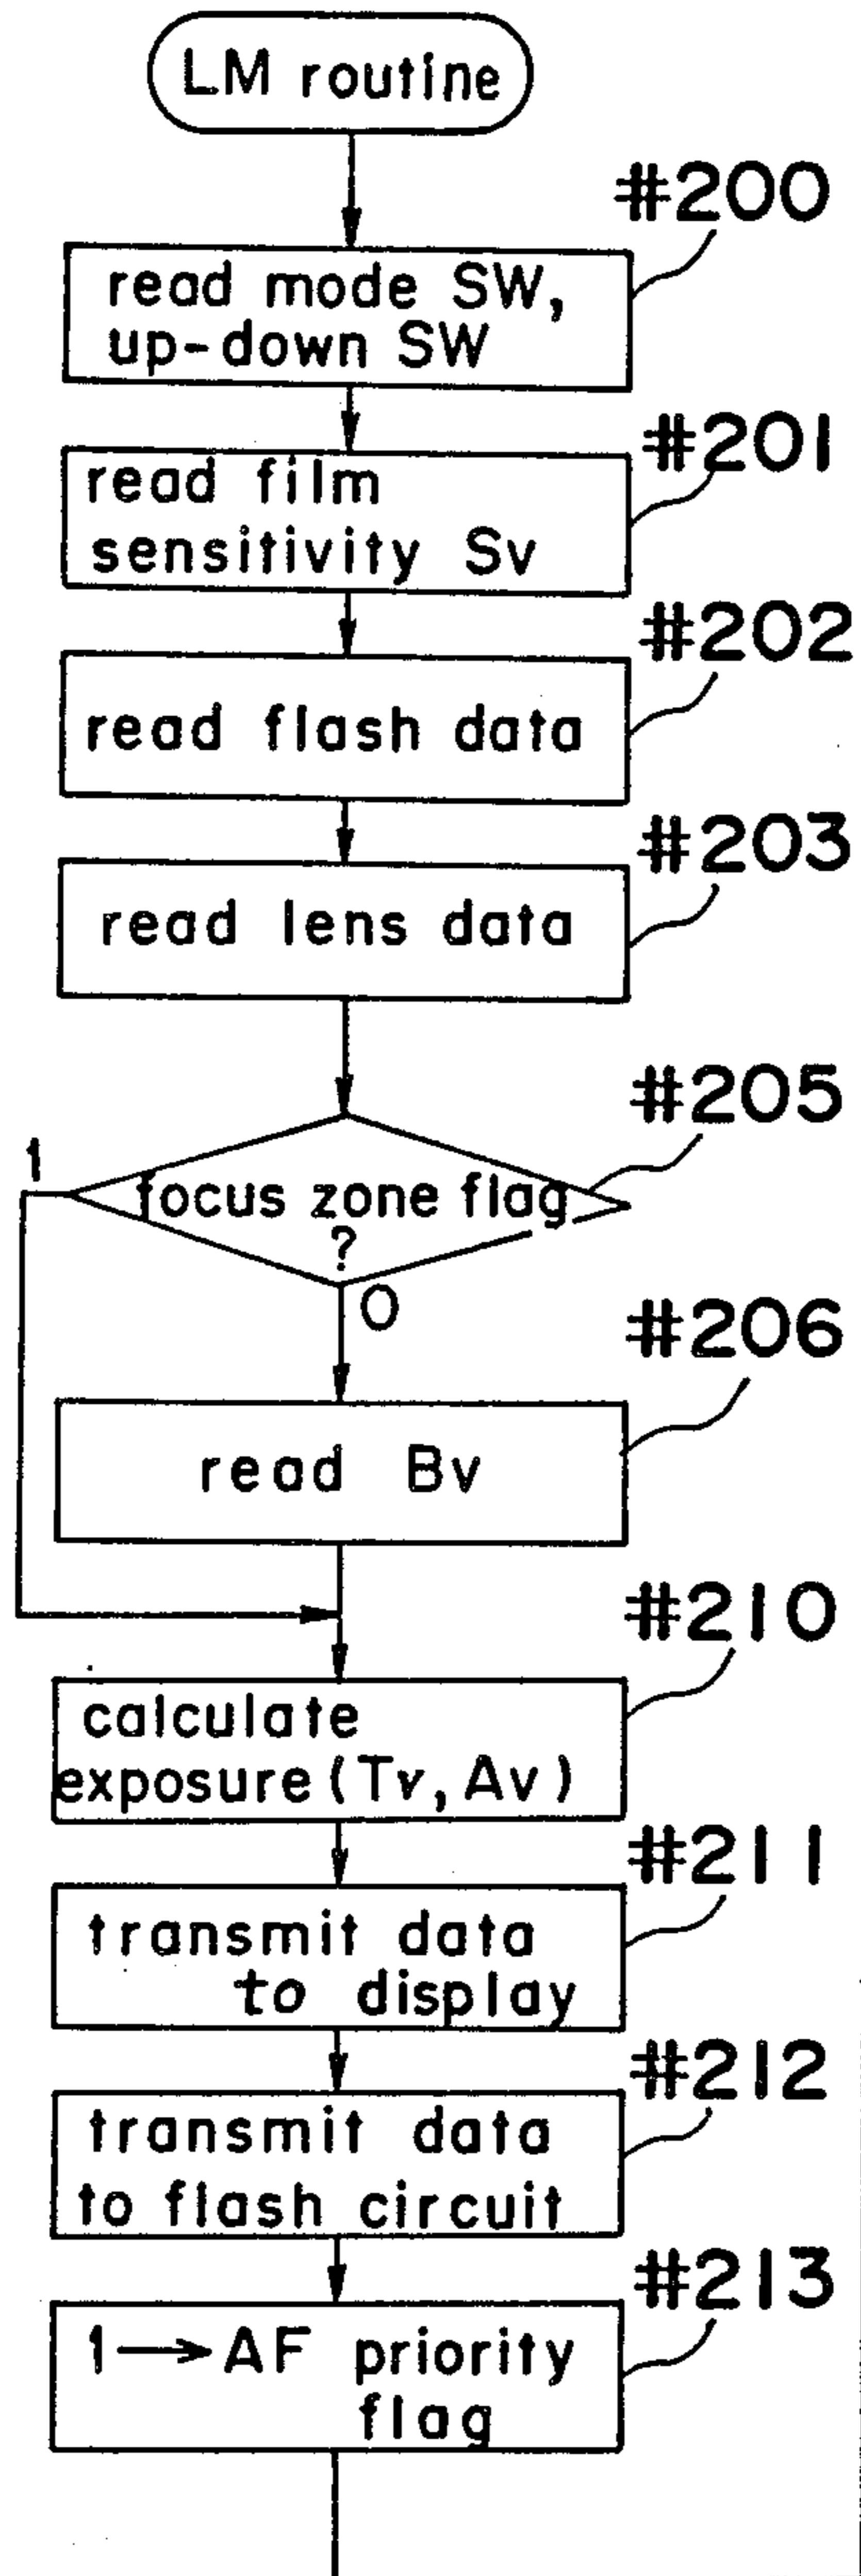 LM routine
#200
read mode SW,
up-down SW
#201
read film
sensitivity Sv
#202
read flash data
#203
read lens data
#205
1
focus zone flag
?
0
#206
read Bv
#210
calculate
exposure(Tv, Av)
#211
transmit data
to display
#212
transmit data
to flash circuit
#213
1→AF priority
flag